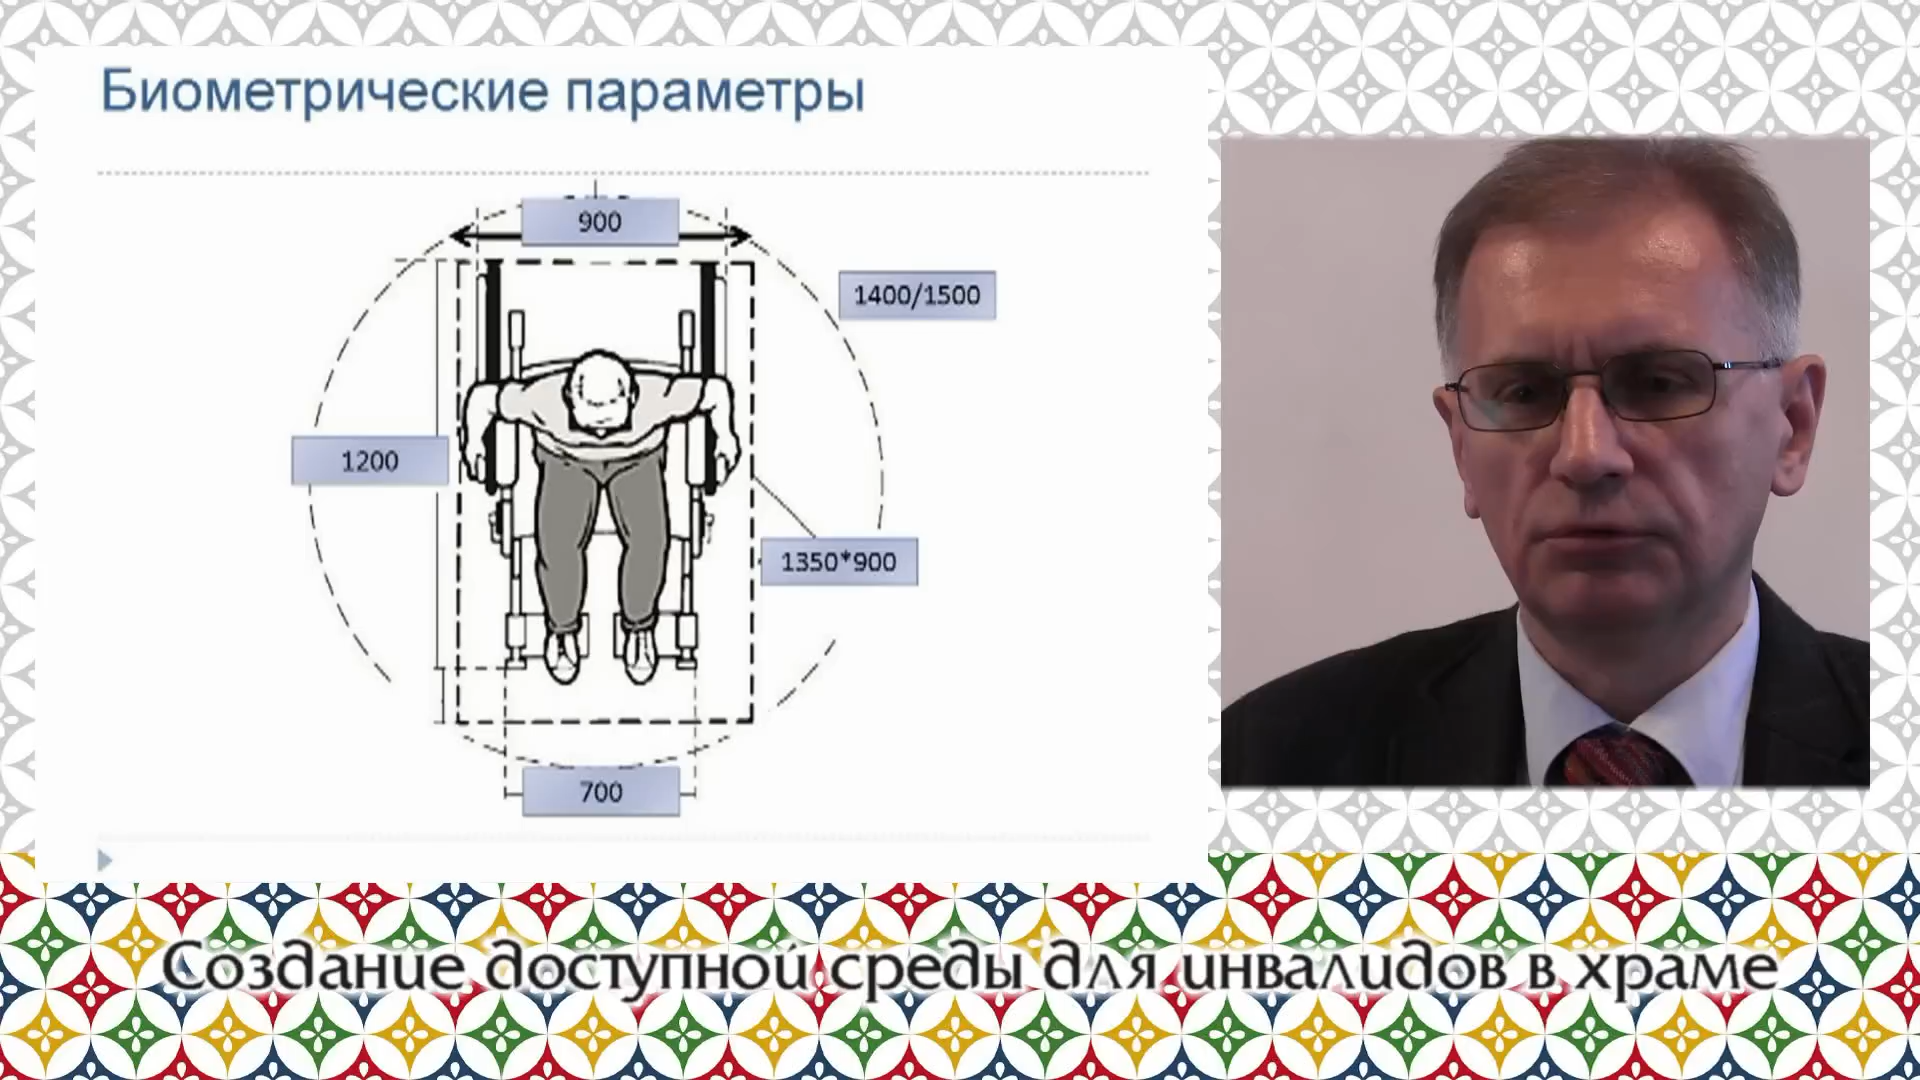 Биометрические параметры
900
1400/1500
1200
1350*900
700
Создание доступной среды для инвалидов в храме